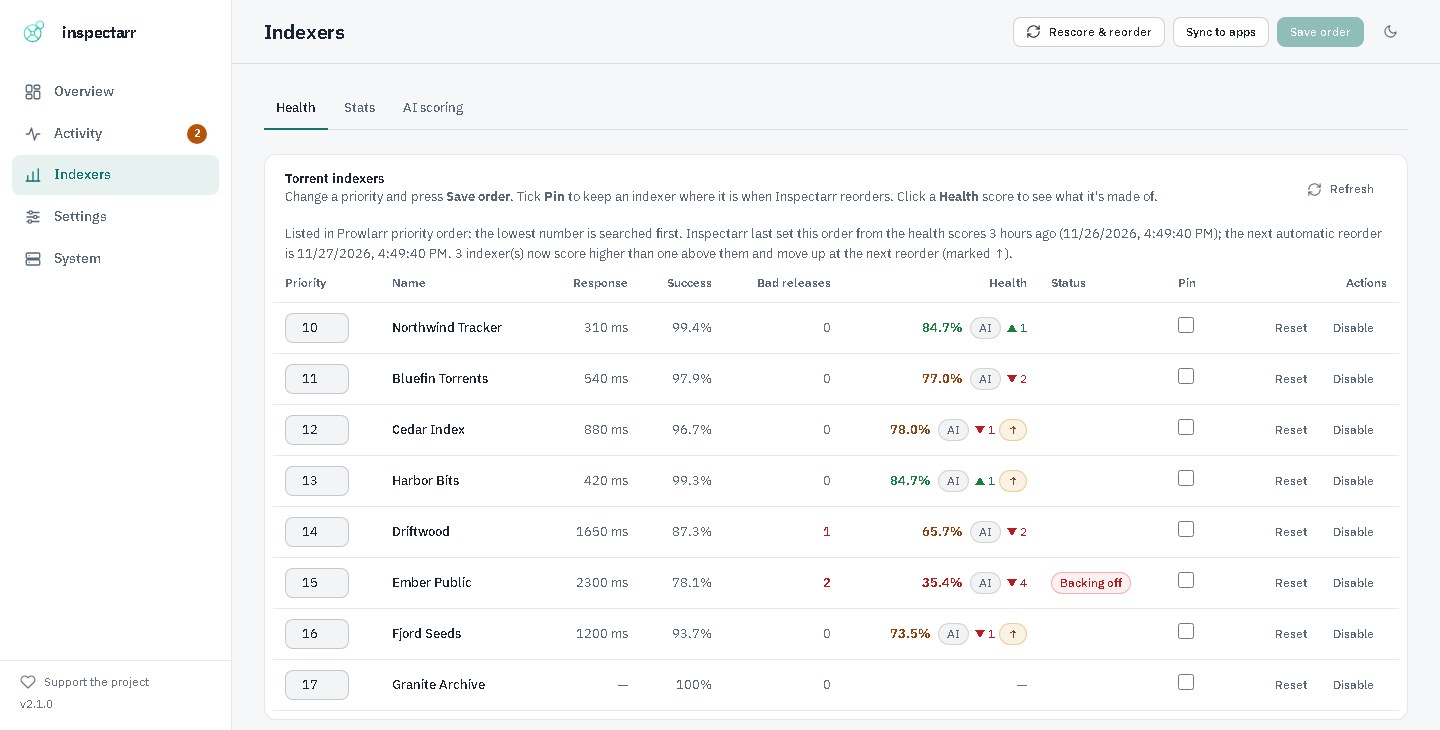 inspectarr
Overview
Activity 2
Indexers
Settings
System
Support the project
v2.1.0
Indexers
Rescore & reorder
Sync to apps
Save order
Health Stats AI scoring
Torrent indexers
Change a priority and press Save order. Tick Pin to keep an indexer where it is when Inspectarr reorders. Click a Health score to see what it's made of.
Refresh
Listed in Prowlarr priority order: the lowest number is searched first. Inspectarr last set this order from the health scores 3 hours ago (11/26/2026, 4:49:40 PM); the next automatic reorder
is 11/27/2026, 4:49:40 PM. 3 indexer(s) now score higher than one above them and move up at the next reorder (marked ↑).
Priority Name Response Success Bad releases Health Status Pin Actions
10 Northwind Tracker 310 ms 99.4% 0 84.7% AI ▲ 1 Reset Disable
11 Bluefin Torrents 540 ms 97.9% 0 77.0% AI ▼ 2 Reset Disable
12 Cedar Index 880 ms 96.7% 0 78.0% AI ▼ 1 ↑ Reset Disable
13 Harbor Bits 420 ms 99.3% 0 84.7% AI ▲ 1 ↑ Reset Disable
14 Driftwood 1650 ms 87.3% 1 65.7% AI ▼ 2 Reset Disable
15 Ember Public 2300 ms 78.1% 2 35.4% AI ▼ 4 Backing off Reset Disable
16 Fjord Seeds 1200 ms 93.7% 0 73.5% AI ▼ 1 ↑ Reset Disable
17 Granite Archive — 100% 0 — Reset Disable